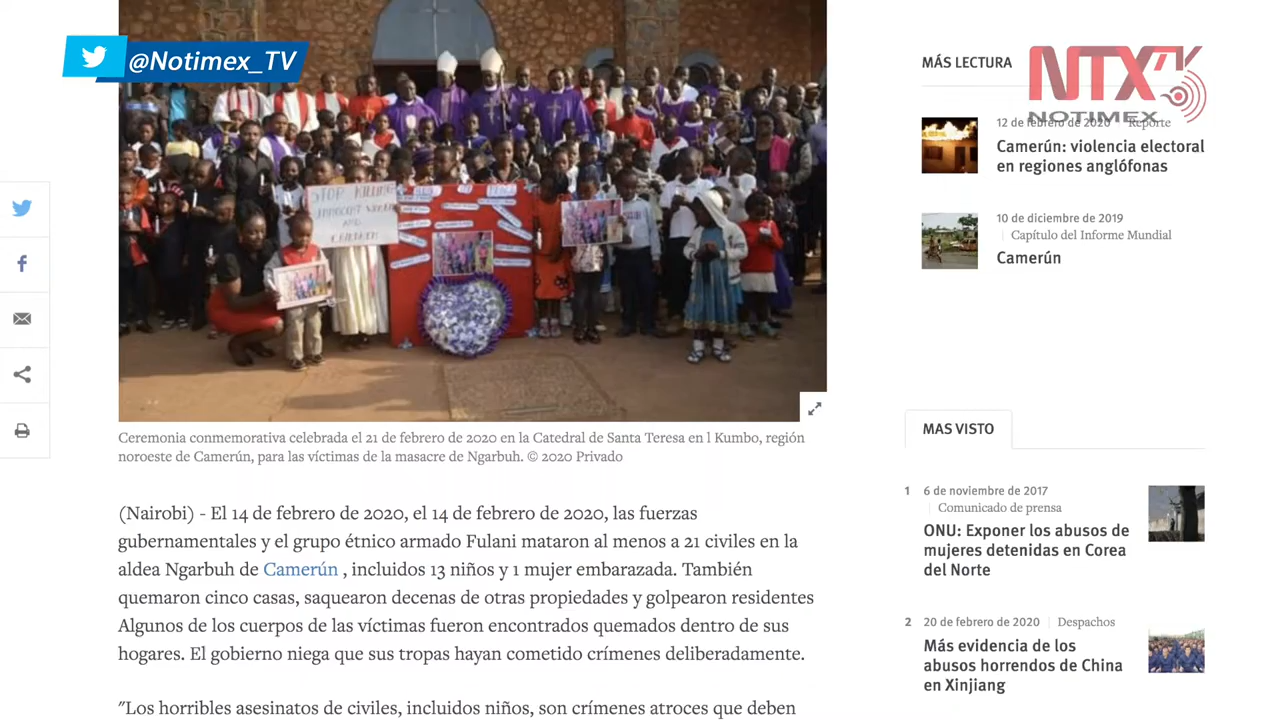 @Notimex_TV
STOP KILLING
INNOCENT WOMEN
AND
CHILDREN
MÁS LECTURA
NTX
NOTIMEX
12 de febrero de 2020 Reporte
Camerún: violencia electoral
en regiones anglófonas
10 de diciembre de 2019
Capítulo del Informe Mundial
Camerún
Ceremonia conmemorativa celebrada el 21 de febrero de 2020 en la Catedral de Santa Teresa en l Kumbo, región
noroeste de Camerún, para las víctimas de la masacre de Ngarbuh. © 2020 Privado
(Nairobi) - El 14 de febrero de 2020, el 14 de febrero de 2020, las fuerzas
gubernamentales y el grupo étnico armado Fulani mataron al menos a 21 civiles en la
aldea Ngarbuh de Camerún , incluidos 13 niños y 1 mujer embarazada. También
quemaron cinco casas, saquearon decenas de otras propiedades y golpearon residentes
Algunos de los cuerpos de las víctimas fueron encontrados quemados dentro de sus
hogares. El gobierno niega que sus tropas hayan cometido crímenes deliberadamente.
"Los horribles asesinatos de civiles, incluidos niños, son crímenes atroces que deben
MAS VISTO
1 6 de noviembre de 2017
Comunicado de prensa
ONU: Exponer los abusos de
mujeres detenidas en Corea
del Norte
2 20 de febrero de 2020 Despachos
Más evidencia de los
abusos horrendos de China
en Xinjiang